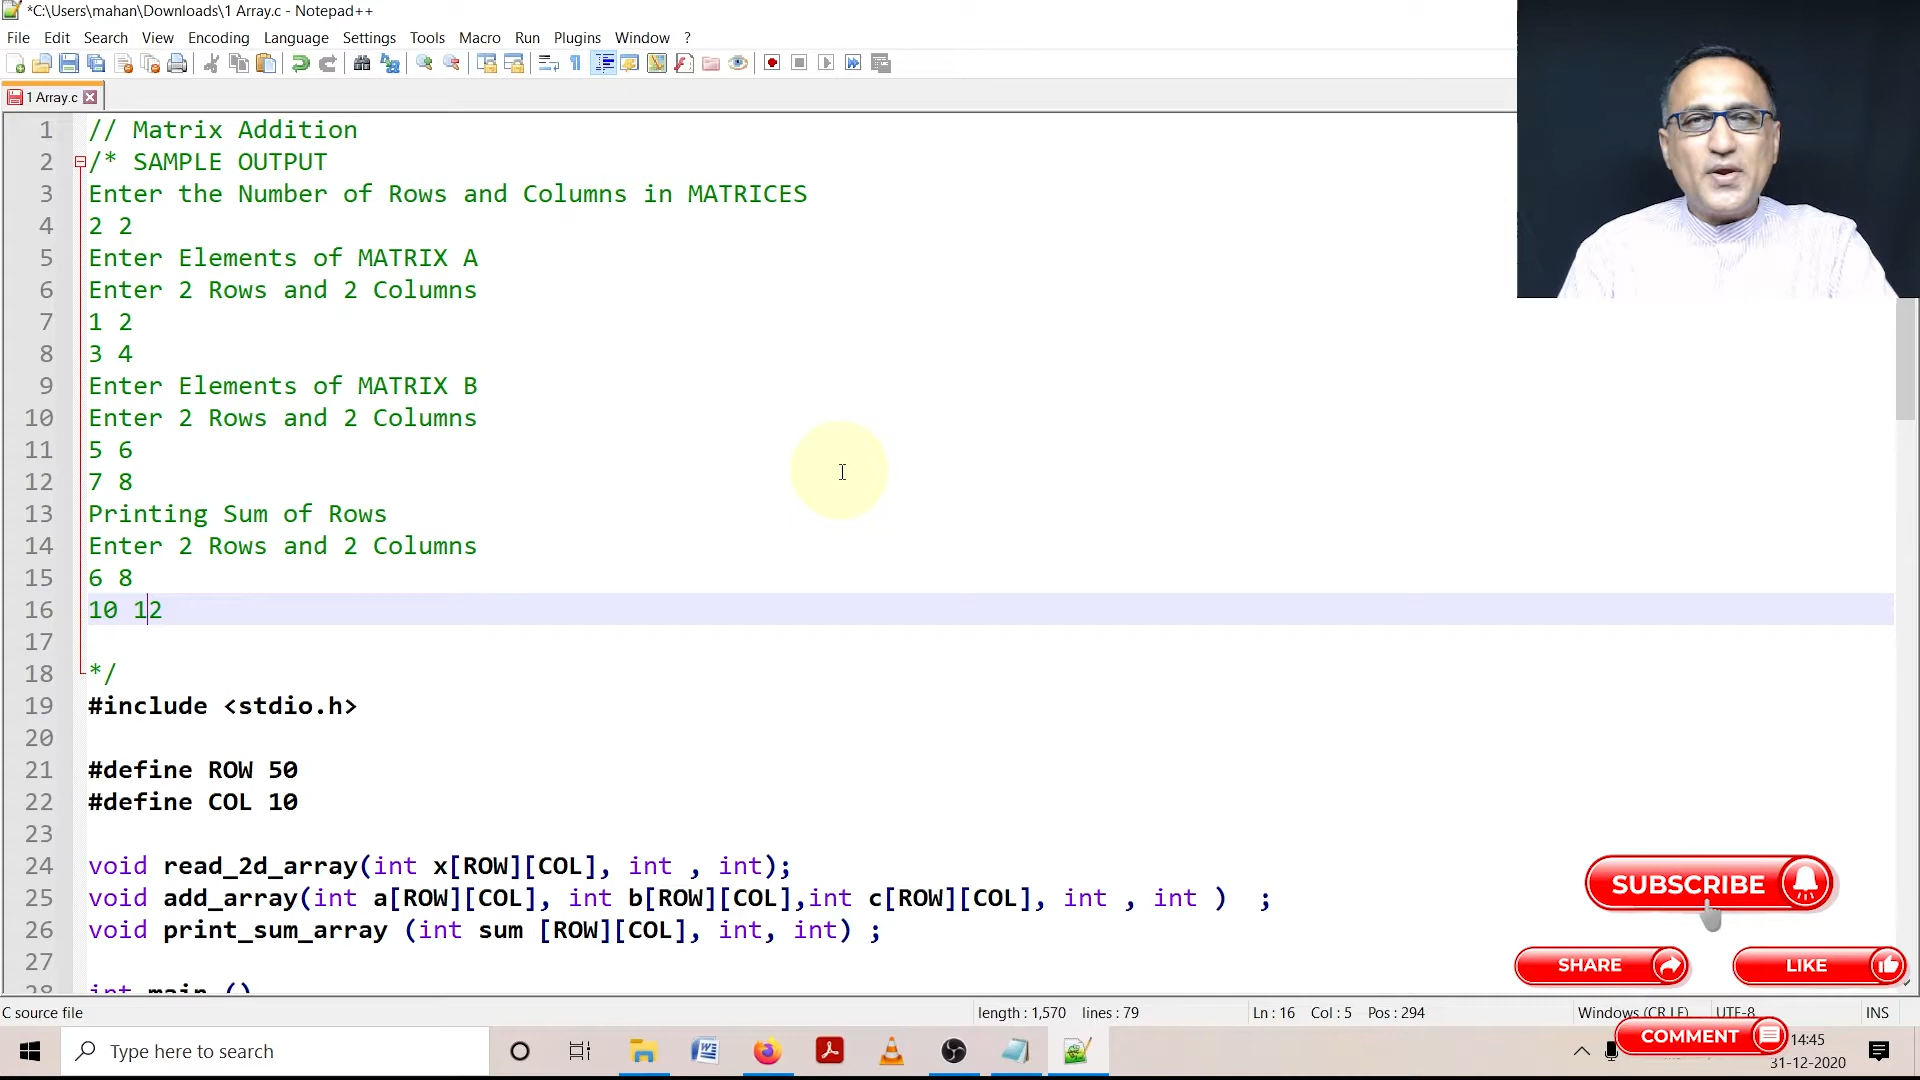 *C:\Users\mahan\Downloads\1 Array.c - Notepad++
File Edit Search View Encoding Language Settings Tools Macro Run Plugins Window ?
1 Array.c
1 // Matrix Addition
2 /* SAMPLE OUTPUT
3 Enter the Number of Rows and Columns in MATRICES
4 2 2
5 Enter Elements of MATRIX A
6 Enter 2 Rows and 2 Columns
7 1 2
8 3 4
9 Enter Elements of MATRIX B
10 Enter 2 Rows and 2 Columns
11 5 6
12 7 8
13 Printing Sum of Rows
14 Enter 2 Rows and 2 Columns
15 6 8
16 10 12
17
18 */
19 #include <stdio.h>
20
21 #define ROW 50
22 #define COL 10
23
24 void read_2d_array(int x[ROW][COL], int , int);
25 void add_array(int a[ROW][COL], int b[ROW][COL],int c[ROW][COL], int , int ) ;
26 void print_sum_array (int sum [ROW][COL], int, int) ;
27
28 int main ()
SUBSCRIBE
SHARE LIKE
C source file length : 1,570 lines : 79 Ln : 16 Col : 5 Pos : 294 Windows (CR LF) UTF-8 INS
COMMENT
Type here to search 14:45
31-12-2020